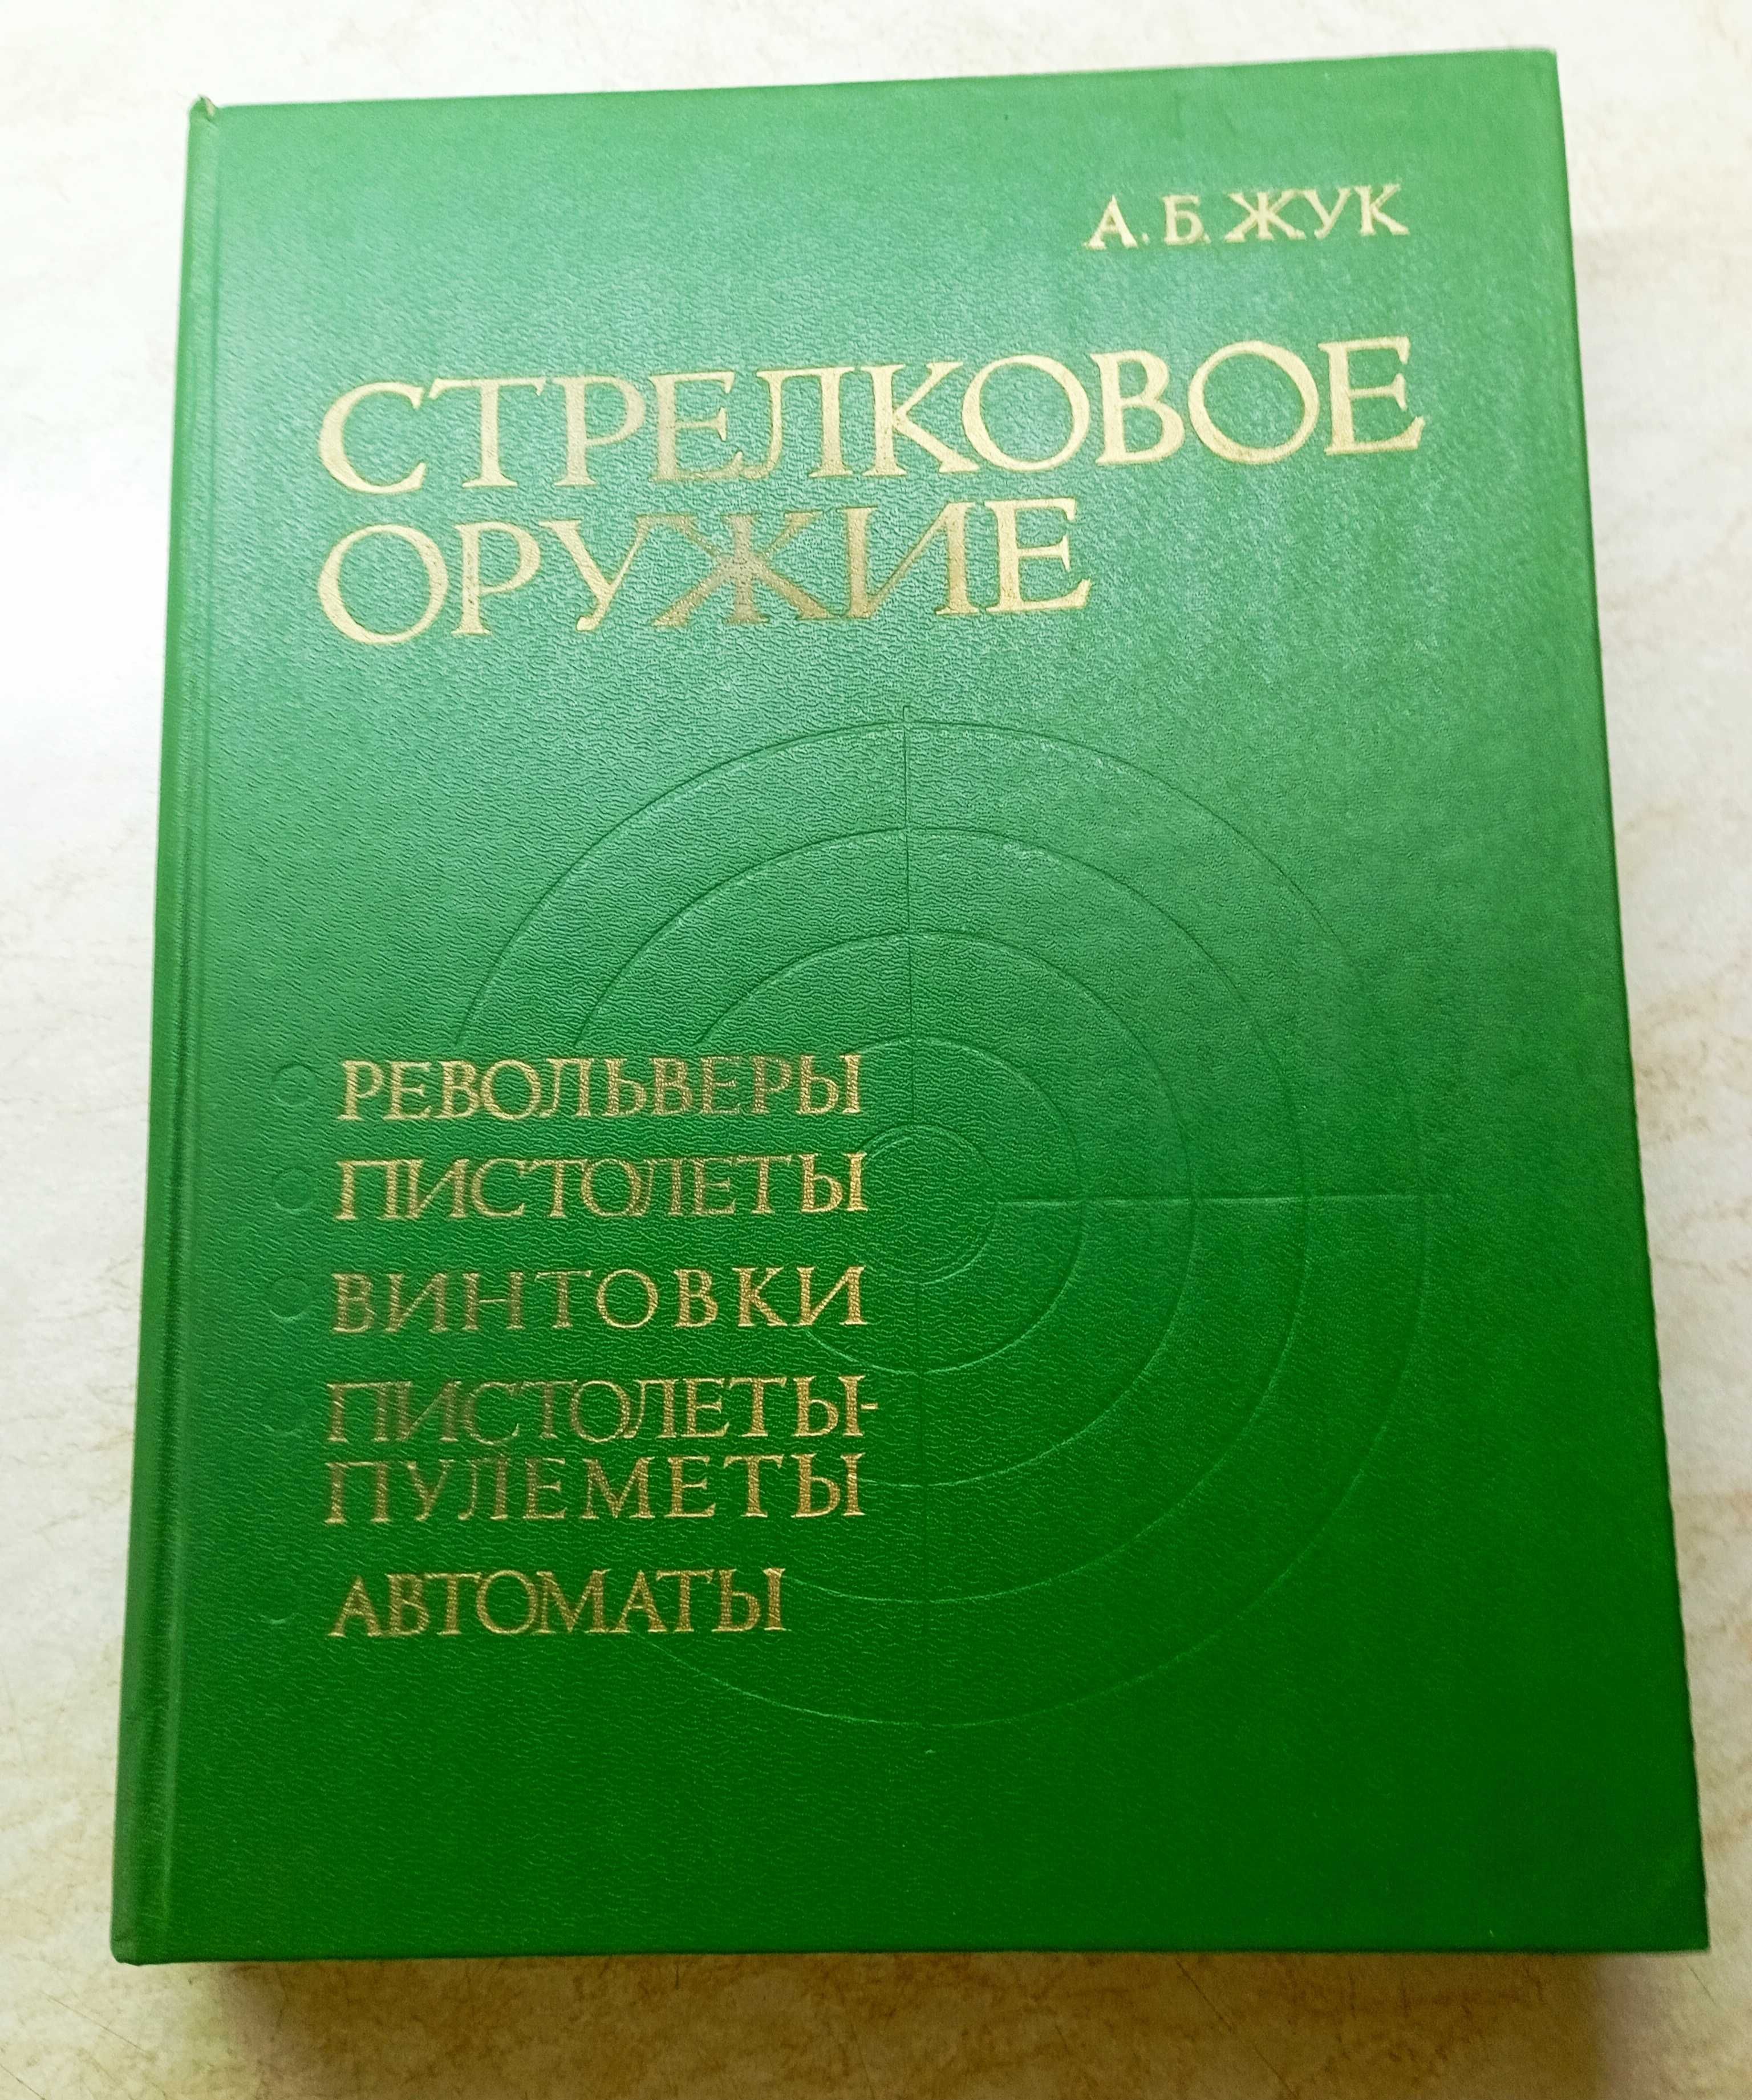 А. Б. ЖУК
СТРЕЛКОВОЕ
ОРУЖИЕ
РЕВОЛЬВЕРЫ
ПИСТОЛЕТЫ
ВИНТОВКИ
ПИСТОЛЕТЫ-
ПУЛЕМЕТЫ
АВТОМАТЫ